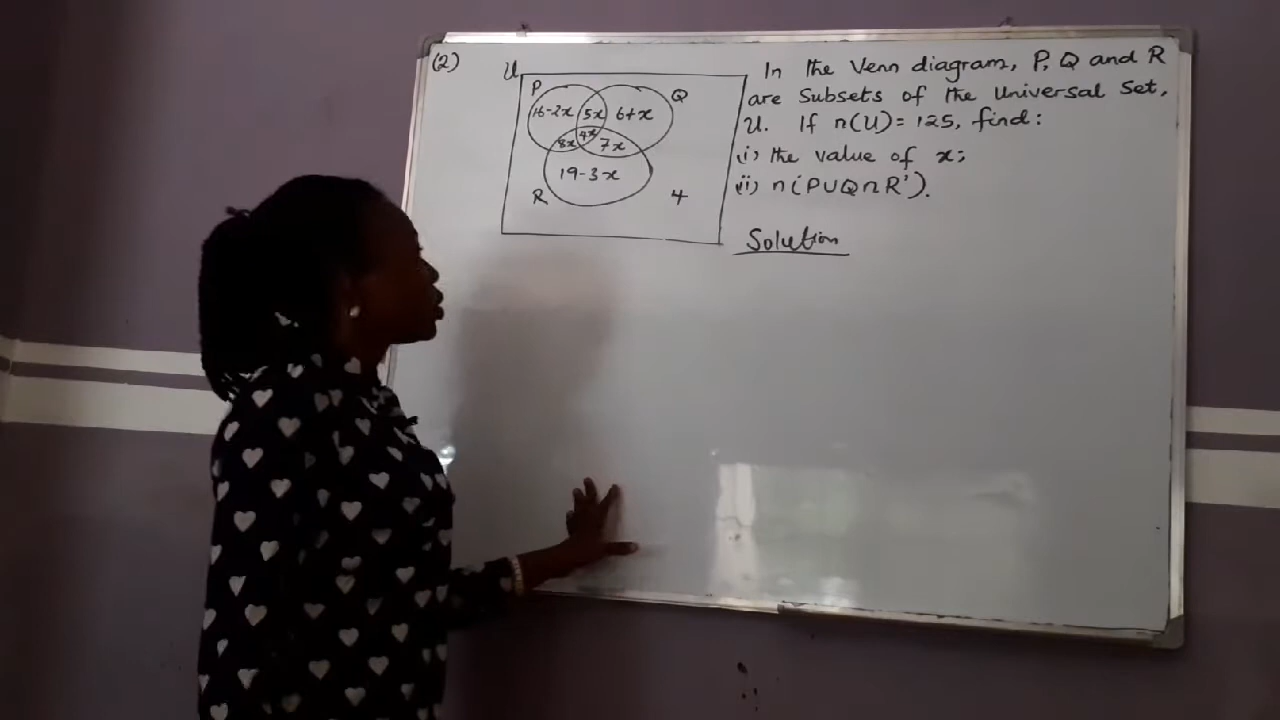 (2)
U
P
Q
16-2x 5x 6+x
4x
8x 7x
19-3x
R 4
In the Venn diagram, P, Q and R
are Subsets of the Universal Set,
U. If n(U)=125, find:
(i) the value of x;
(ii) n(P∪Q∩R').
Solution